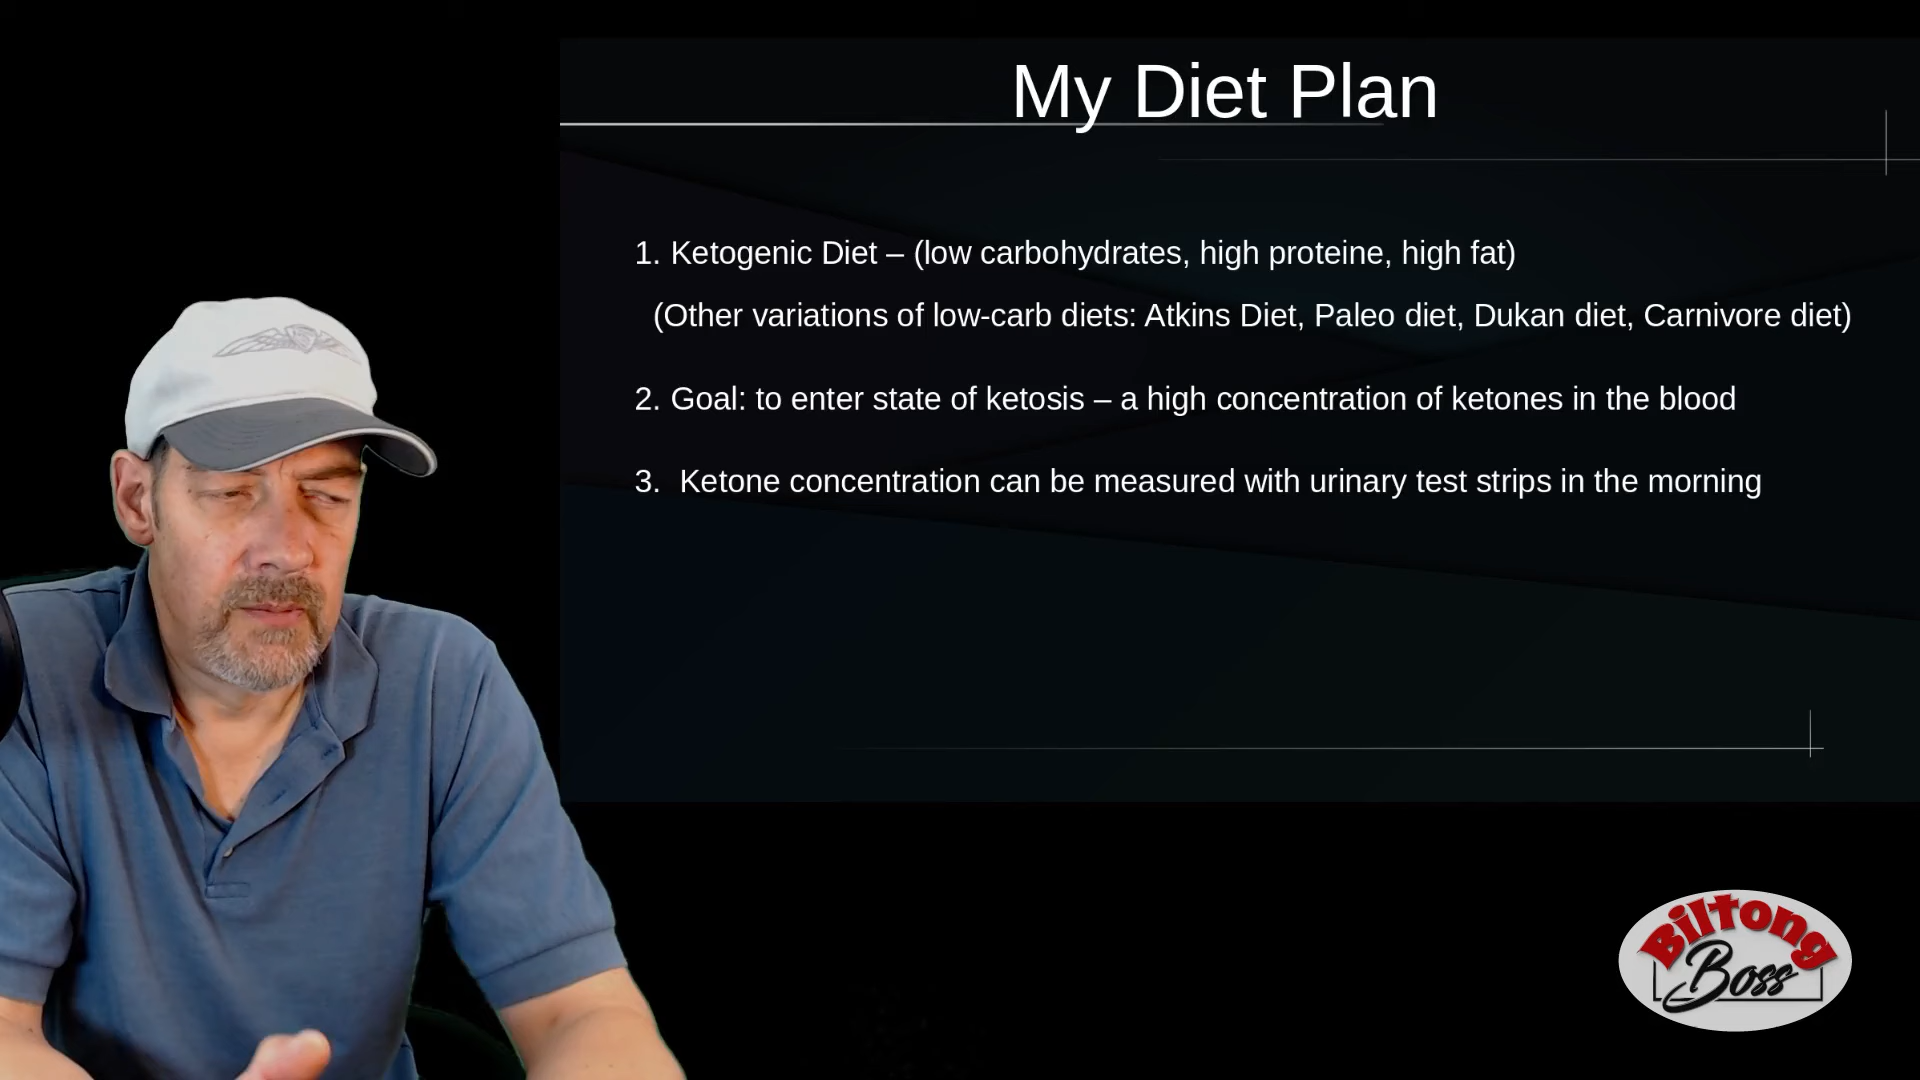 My Diet Plan
1. Ketogenic Diet – (low carbohydrates, high proteine, high fat)
(Other variations of low-carb diets: Atkins Diet, Paleo diet, Dukan diet, Carnivore diet)
2. Goal: to enter state of ketosis – a high concentration of ketones in the blood
3. Ketone concentration can be measured with urinary test strips in the morning
Biltong
Boss